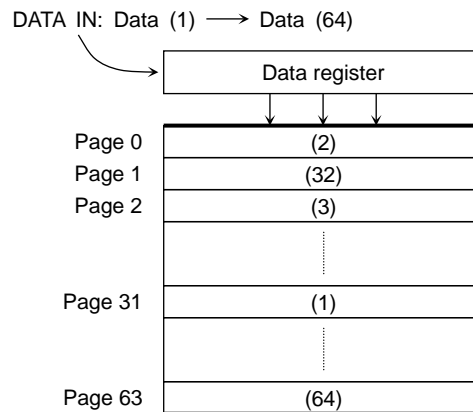 DATA IN: Data (1) ⟶ Data (64)
Data register
Page 0 (2)
Page 1 (32)
Page 2 (3)
Page 31 (1)
Page 63 (64)